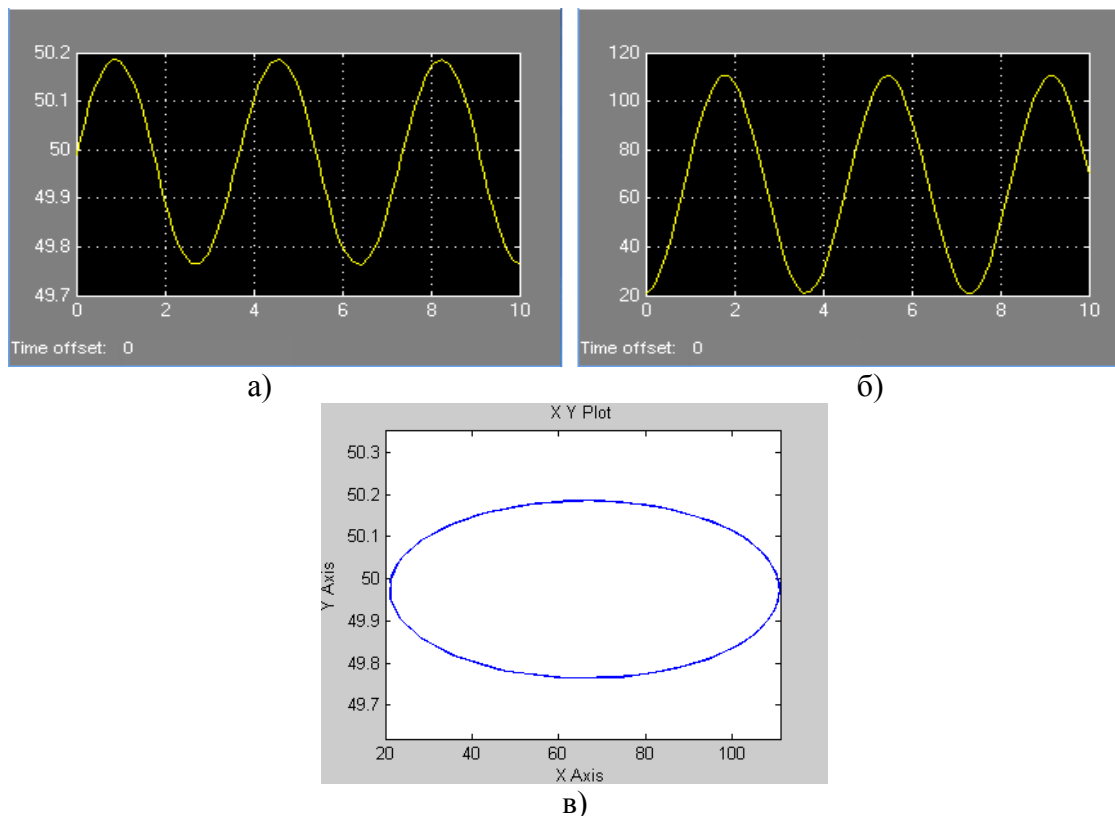 50.2
50.1
50
49.9
49.8
49.7
0 2 4 6 8 10
Time offset: 0
а)
120
100
80
60
40
20
0 2 4 6 8 10
Time offset: 0
б)
X Y Plot
50.3
50.2
50.1
50
49.9
49.8
49.7
Y Axis
20 40 60 80 100
X Axis
в)